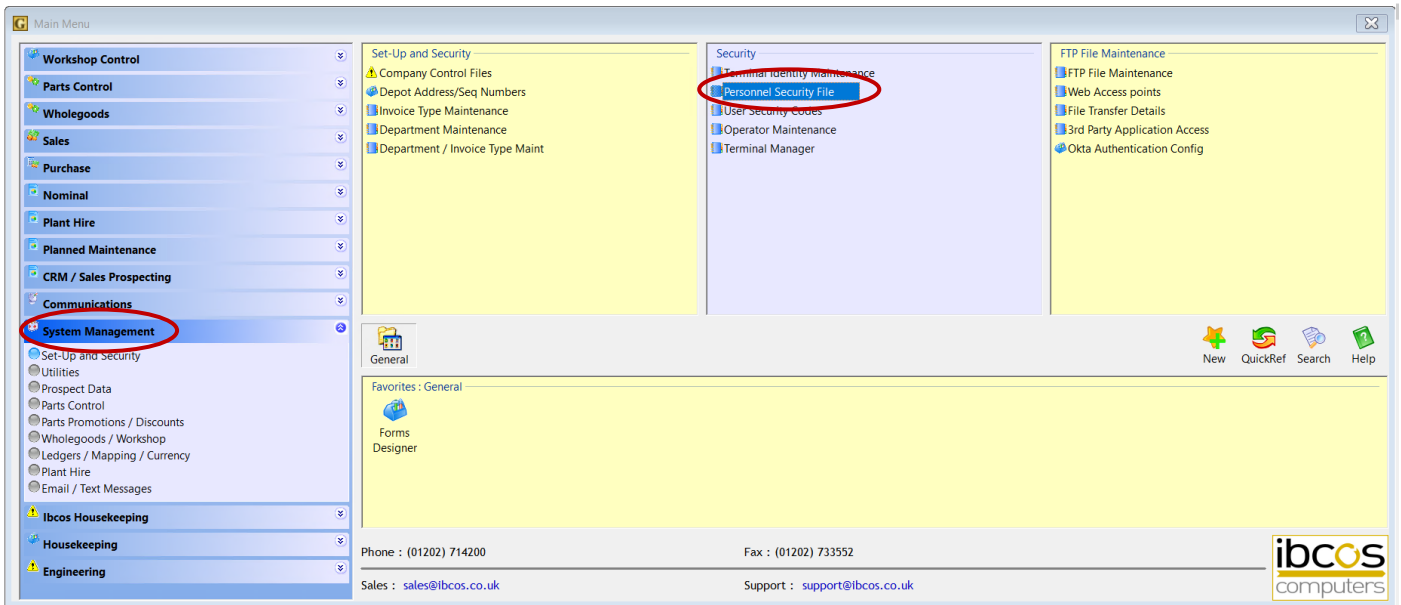 G Main Menu
Workshop Control
Parts Control
Wholegoods
Sales
Purchase
Nominal
Plant Hire
Planned Maintenance
CRM / Sales Prospecting
Communications
System Management
Set-Up and Security
Utilities
Prospect Data
Parts Control
Parts Promotions / Discounts
Wholegoods / Workshop
Ledgers / Mapping / Currency
Plant Hire
Email / Text Messages
Ibcos Housekeeping
Housekeeping
Engineering
Set-Up and Security
Company Control Files
Depot Address/Seq Numbers
Invoice Type Maintenance
Department Maintenance
Department / Invoice Type Maint
Security
Terminal Identity Maintenance
Personnel Security File
User Security Codes
Operator Maintenance
Terminal Manager
FTP File Maintenance
FTP File Maintenance
Web Access points
File Transfer Details
3rd Party Application Access
Okta Authentication Config
General
New
QuickRef
Search
Help
Favorites : General
Forms
Designer
Phone : (01202) 714200
Fax : (01202) 733552
Sales : sales@ibcos.co.uk
Support : support@ibcos.co.uk
ibcos
computers